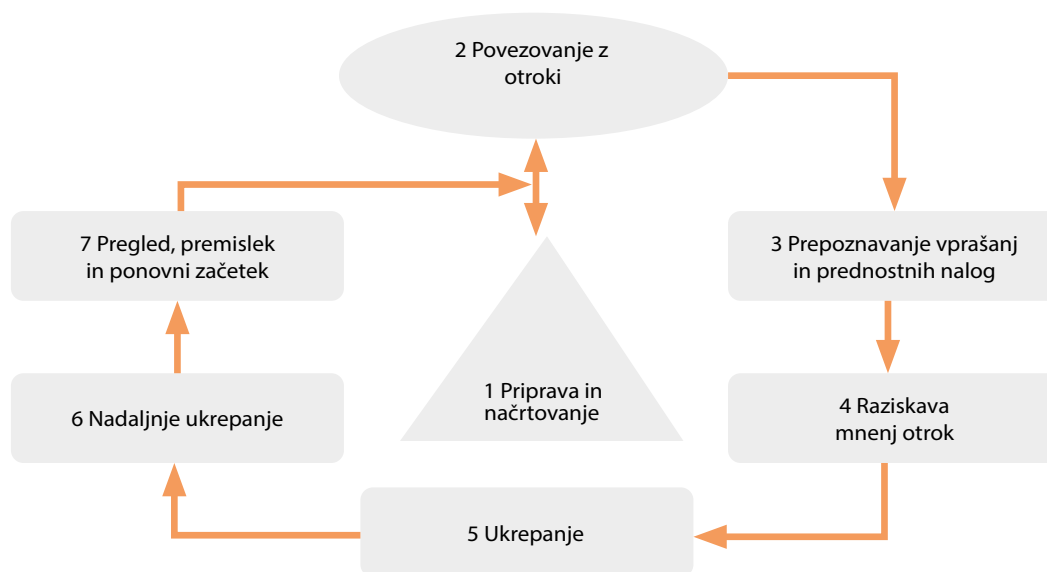 2 Povezovanje z
otroki
7 Pregled, premislek
in ponovni začetek
3 Prepoznavanje vprašanj
in prednostnih nalog
1 Priprava in
načrtovanje
6 Nadaljnje ukrepanje
4 Raziskava
mnenj otrok
5 Ukrepanje